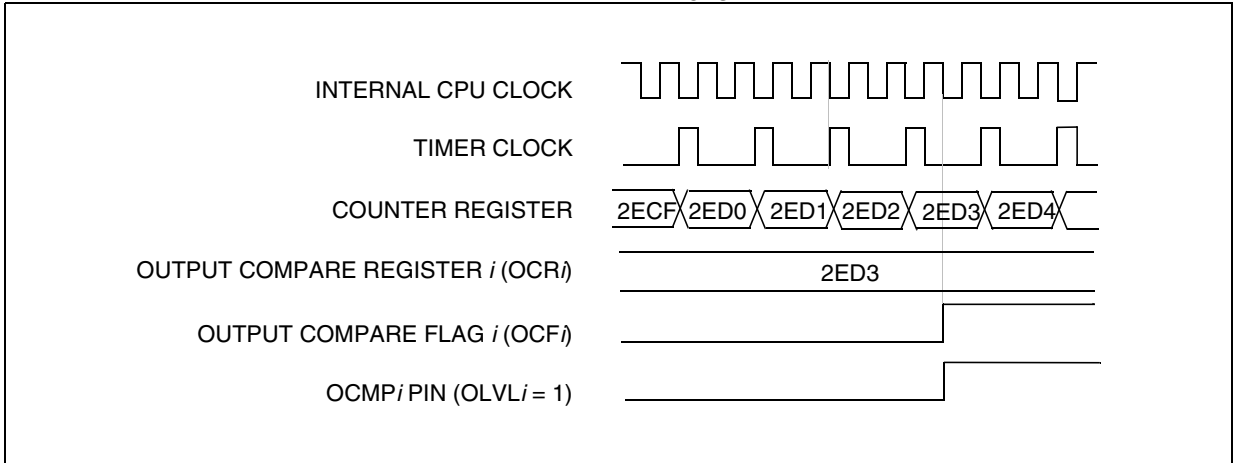 INTERNAL CPU CLOCK
TIMER CLOCK
COUNTER REGISTER 2ECF 2ED0 2ED1 2ED2 2ED3 2ED4
OUTPUT COMPARE REGISTER i (OCRi) 2ED3
OUTPUT COMPARE FLAG i (OCFi)
OCMPi PIN (OLVLi = 1)